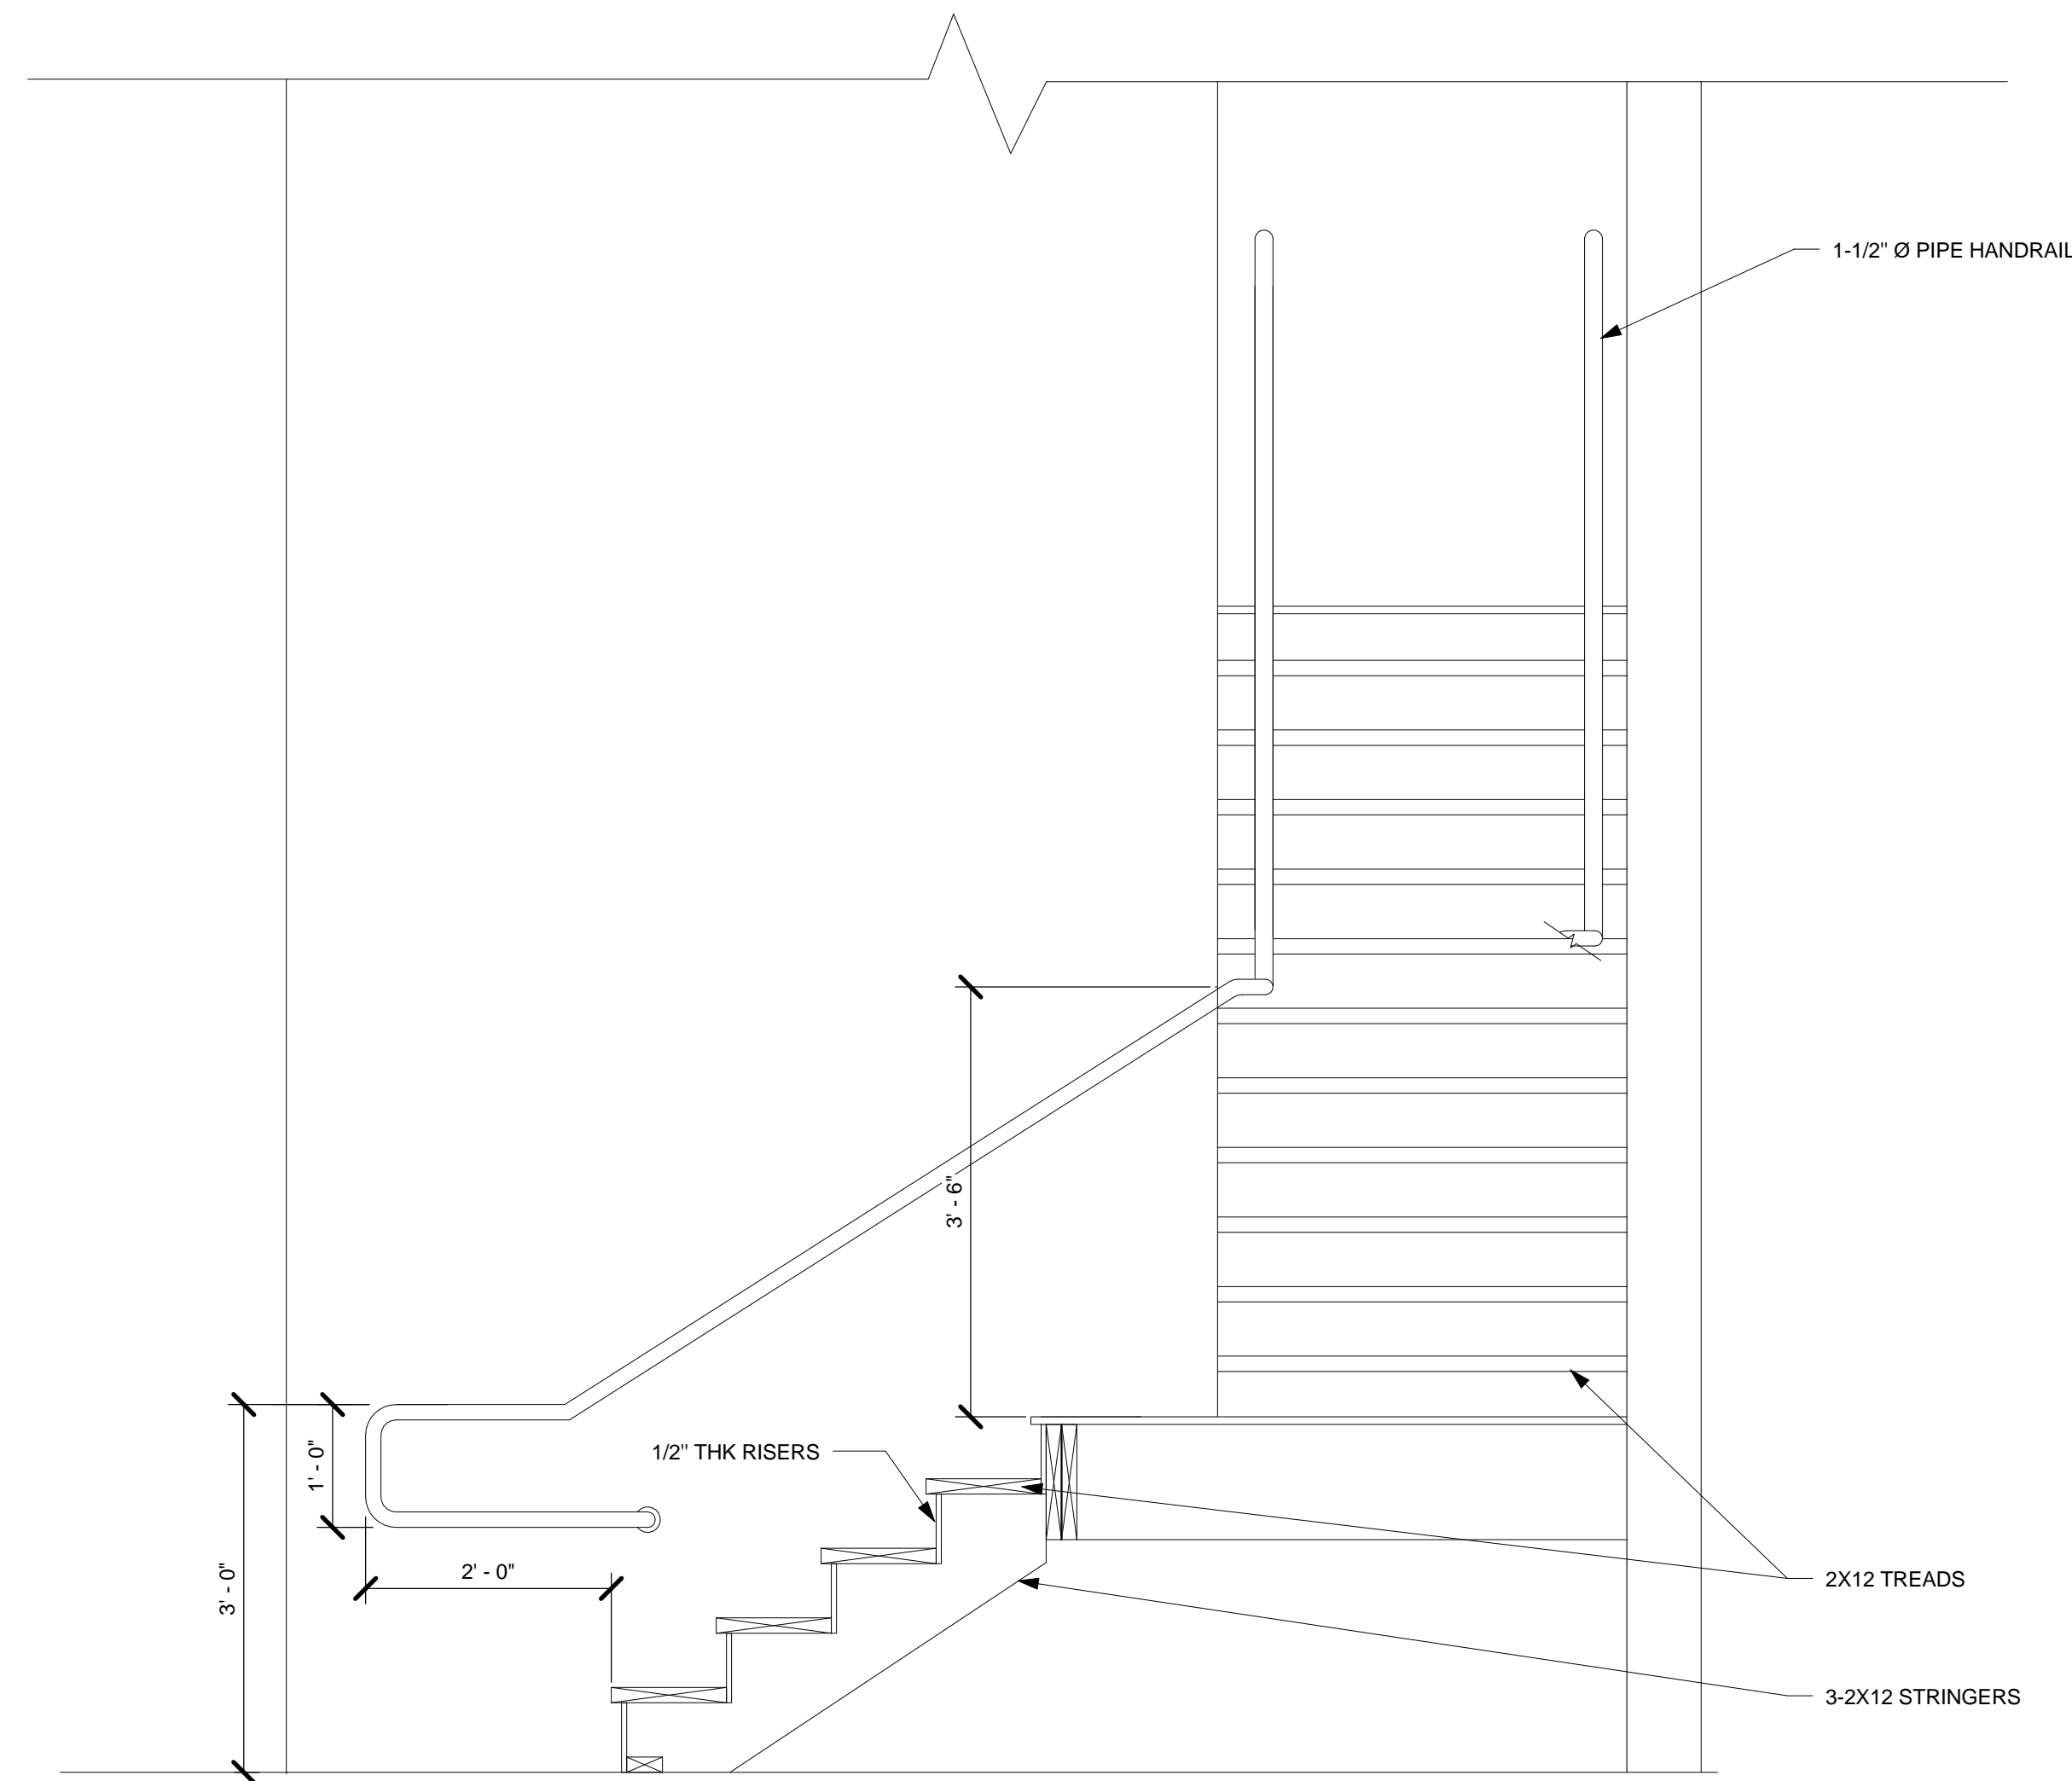 1-1/2" Ø PIPE HANDRAIL
3' - 6"
1/2" THK RISERS
1' - 0"
2' - 0"
3' - 0"
2X12 TREADS
3-2X12 STRINGERS